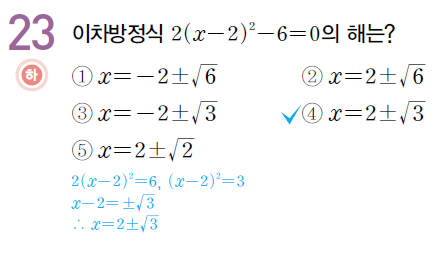 23 이차방정식 2(x-2)²-6=0의 해는?
하
① x=-2±√6 ② x=2±√6
③ x=-2±√3 ④ x=2±√3
⑤ x=2±√2
2(x-2)²=6, (x-2)²=3
x-2=±√3
∴ x=2±√3